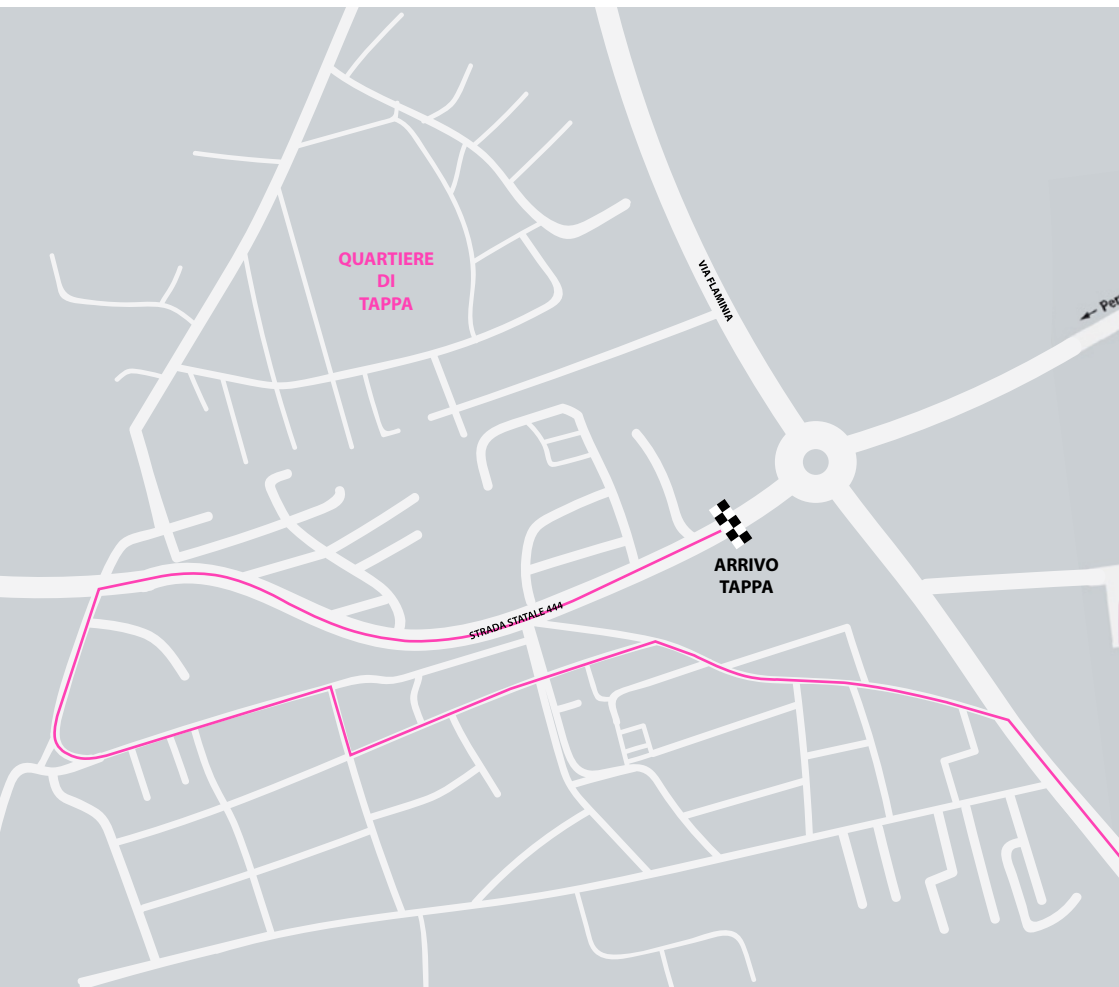 QUARTIERE
DI
TAPPA
VIA FLAMINIA
ARRIVO
TAPPA
STRADA STATALE 444